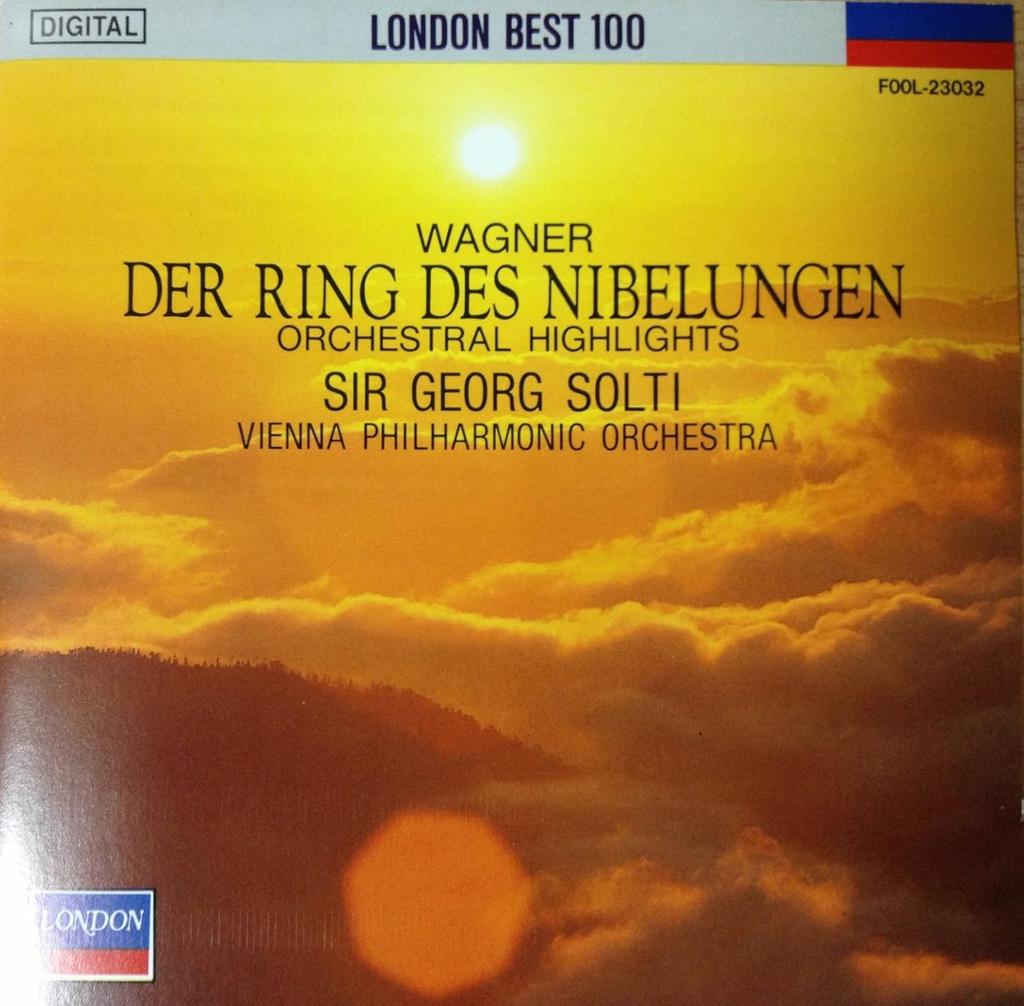 DIGITAL
LONDON BEST 100
FOOL-23032
WAGNER
DER RING DES NIBELUNGEN
ORCHESTRAL HIGHLIGHTS
SIR GEORG SOLTI
VIENNA PHILHARMONIC ORCHESTRA
LONDON